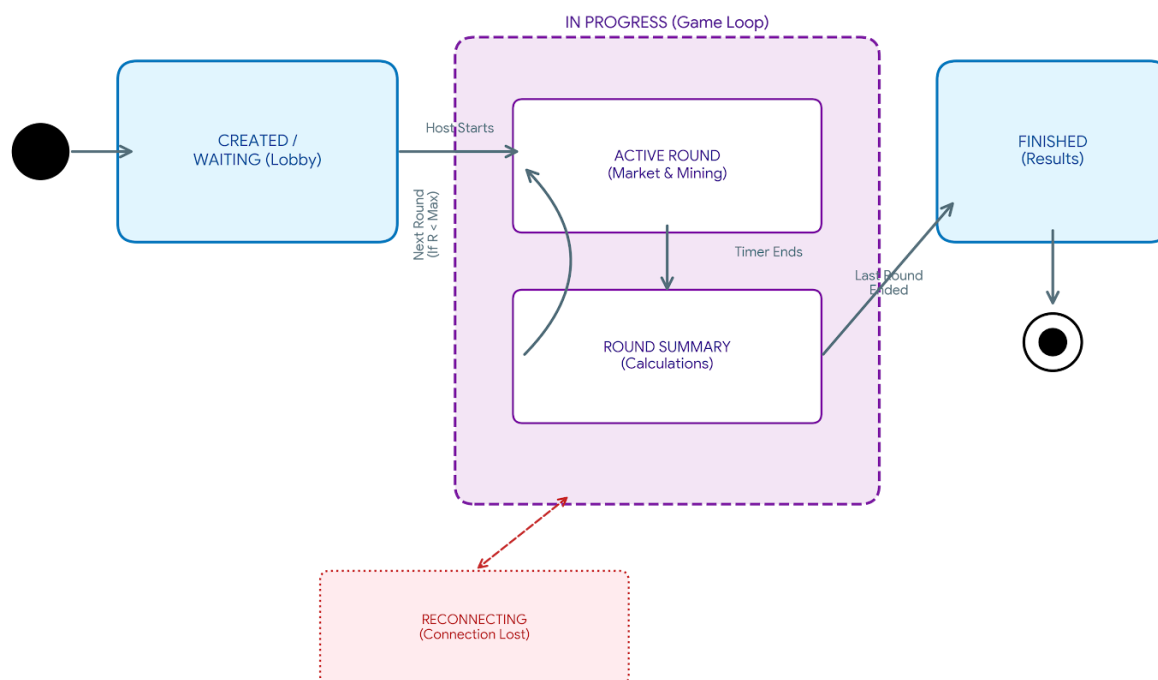 IN PROGRESS (Game Loop)
CREATED /
WAITING (Lobby)
Host Starts
ACTIVE ROUND
(Market & Mining)
FINISHED
(Results)
Next Round
(If R < Max)
Timer Ends
Last Round
Ended
ROUND SUMMARY
(Calculations)
RECONNECTING
(Connection Lost)